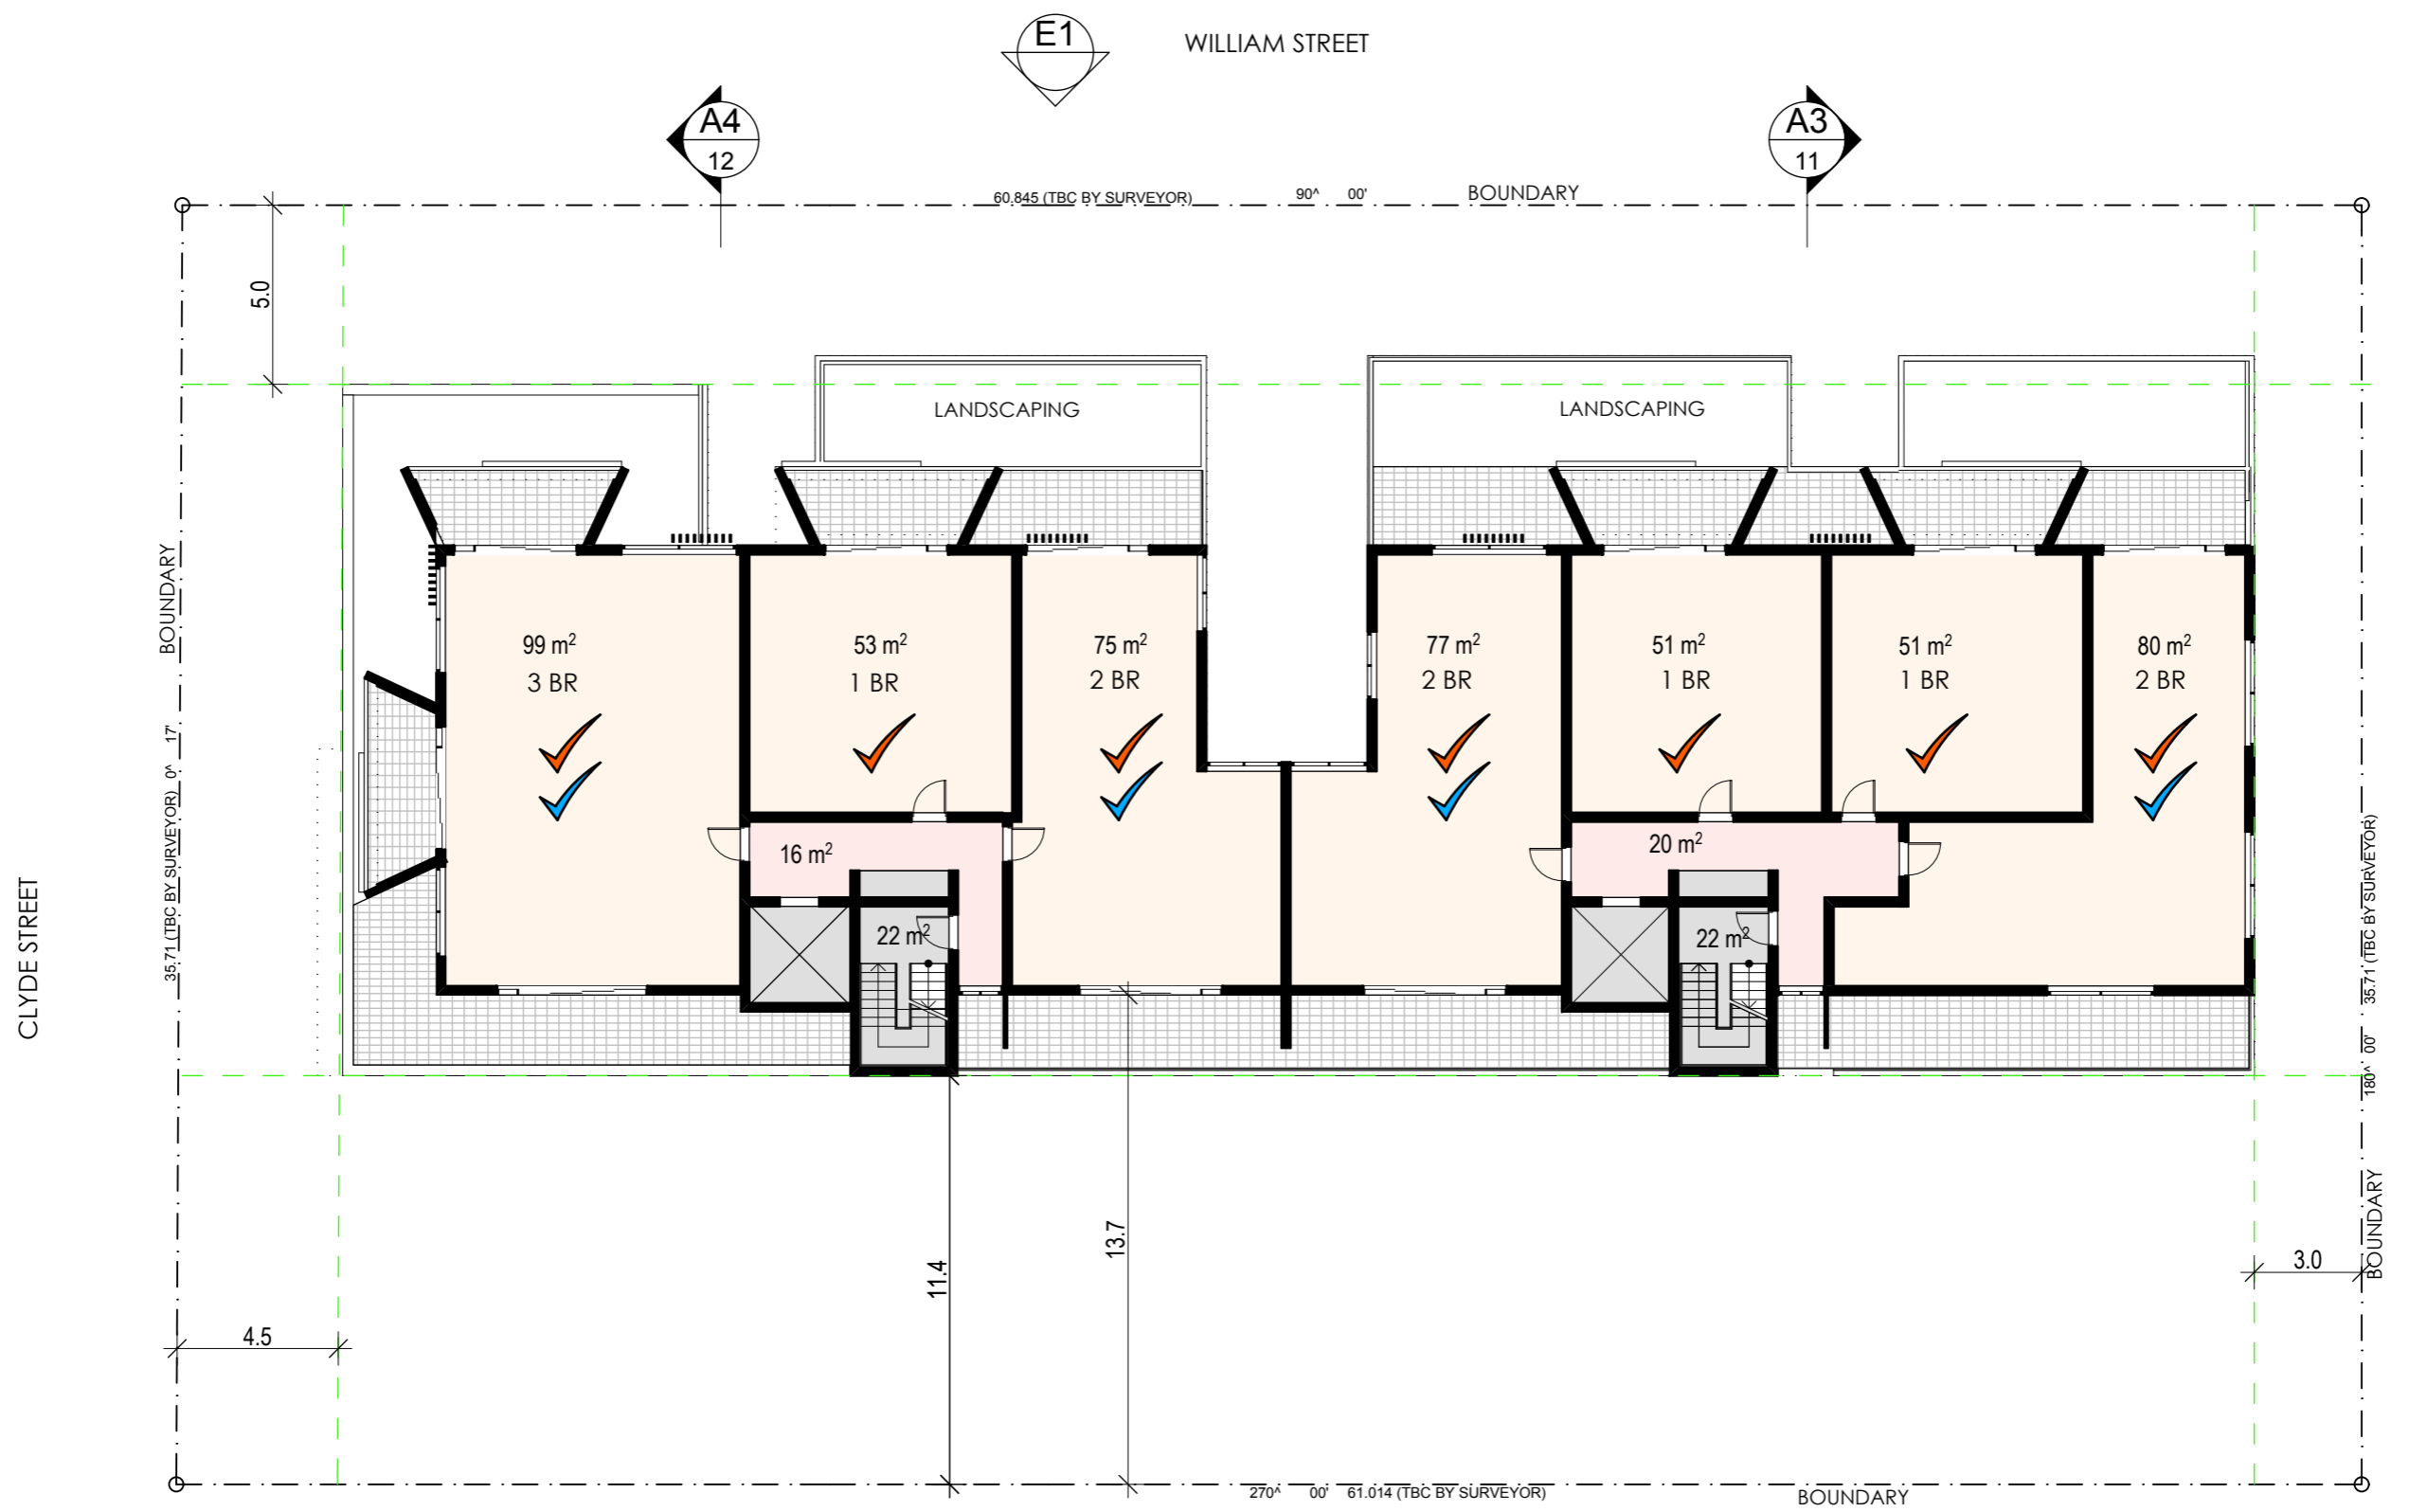 E1
WILLIAM STREET
A4
12
A3
11
60.845 (TBC BY SURVEYOR) 90^ 00' BOUNDARY
5.0
LANDSCAPING
LANDSCAPING
BOUNDARY
35.71 (TBC BY SURVEYOR) 0^ 17'
CLYDE STREET
99 m²
3 BR
53 m²
1 BR
75 m²
2 BR
77 m²
2 BR
51 m²
1 BR
51 m²
1 BR
80 m²
2 BR
16 m²
20 m²
22 m²
22 m²
180^ 00' 35.71 (TBC BY SURVEYOR)
BOUNDARY
13.7
11.4
3.0
4.5
270^ 00' 61.014 (TBC BY SURVEYOR)
BOUNDARY